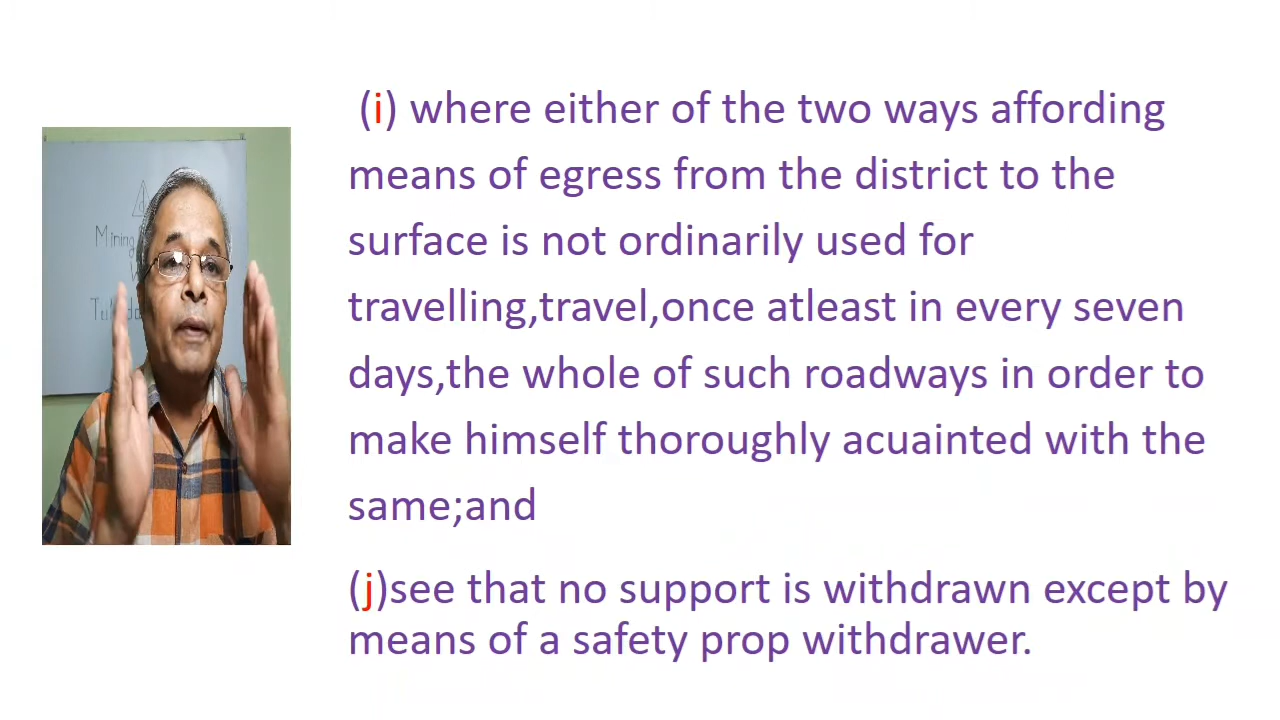 (i) where either of the two ways affording
means of egress from the district to the
surface is not ordinarily used for
travelling,travel,once atleast in every seven
days,the whole of such roadways in order to
make himself thoroughly acuainted with the
same;and
(j)see that no support is withdrawn except by
means of a safety prop withdrawer.
Mining